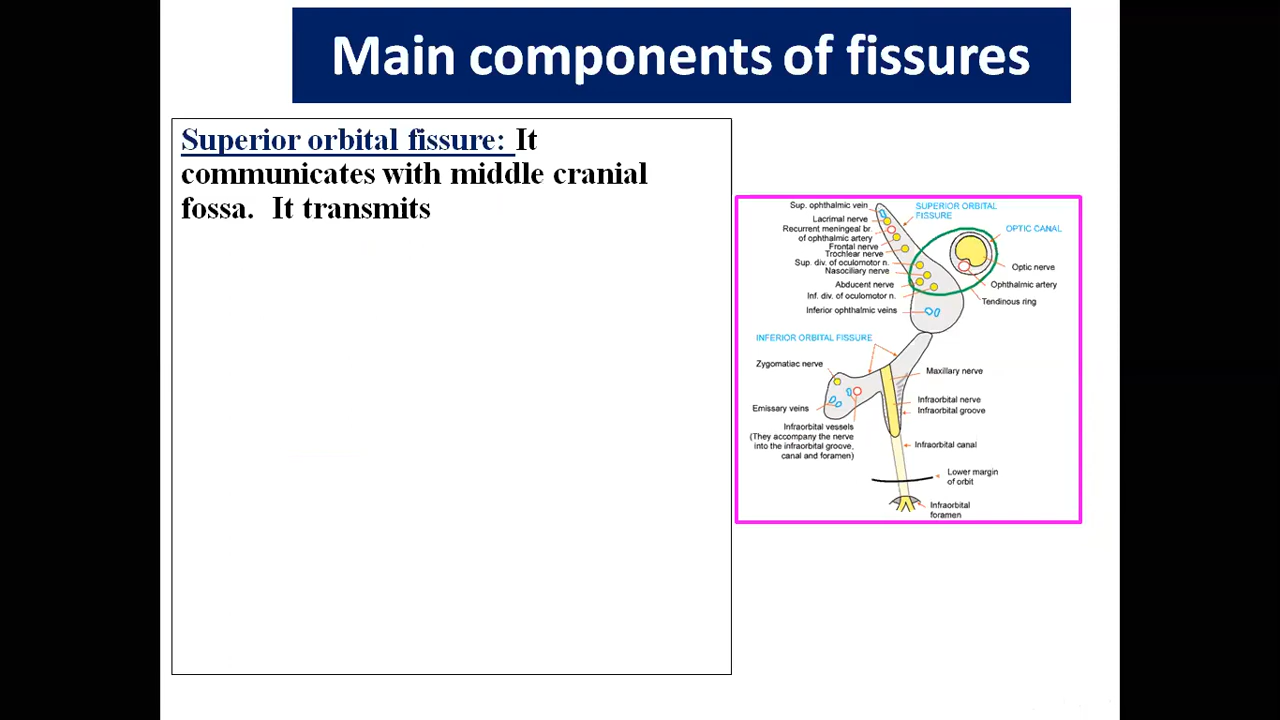 Main components of fissures
Superior orbital fissure: It
communicates with middle cranial
fossa. It transmits
Sup. ophthalmic vein
Lacrimal nerve
Recurrent meningeal br.
of ophthalmic artery
Frontal nerve
Trochlear nerve
Sup. div. of oculomotor n.
Nasociliary nerve
Abducent nerve
Inf. div. of oculomotor n.
Inferior ophthalmic veins
SUPERIOR ORBITAL
FISSURE
OPTIC CANAL
Optic nerve
Ophthalmic artery
Tendinous ring
INFERIOR ORBITAL FISSURE
Zygomatiac nerve
Emissary veins
Infraorbital vessels
(They accompany the nerve
into the infraorbital groove,
canal and foramen)
Maxillary nerve
Infraorbital nerve
Infraorbital groove
Infraorbital canal
Lower margin
of orbit
Infraorbital
foramen